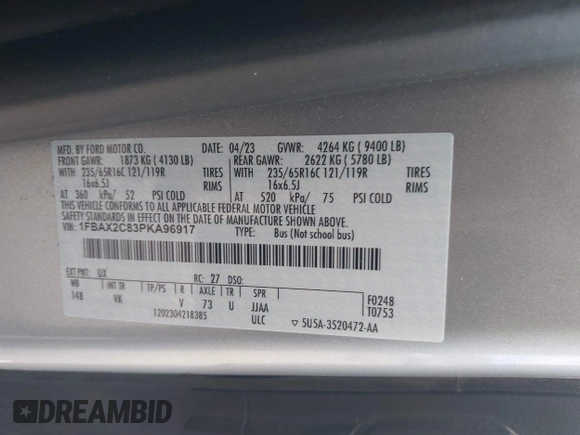 MFD. BY FORD MOTOR CO.
DATE: 04/23 GVWR: 4264 KG ( 9400 LB)
FRONT GAWR: 1873 KG ( 4130 LB) REAR GAWR: 2622 KG ( 5780 LB)
WITH 235/65R16C 121/119R TIRES WITH 235/65R16C 121/119R TIRES
16x6.5J RIMS 16x6.5J RIMS
AT 360 kPa/ 52 PSI COLD AT 520 kPa/ 75 PSI COLD
THIS VEHICLE CONFORMS TO ALL APPLICABLE FEDERAL MOTOR VEHICLE
SAFETY STANDARDS IN EFFECT ON THE DATE OF MANUFACTURE SHOWN ABOVE.
VIN: 1FBAX2C83PKA96917 TYPE: Bus (Not school bus)
EXT PNT: UX RC: 27 DSO:
WB INT TR TP/PS R AXLE TR SPR
148 VK V 73 U JJAA F0248
ULC T0753
1202304218385 ▽ 5U5A-3520472-AA
DREAMBID